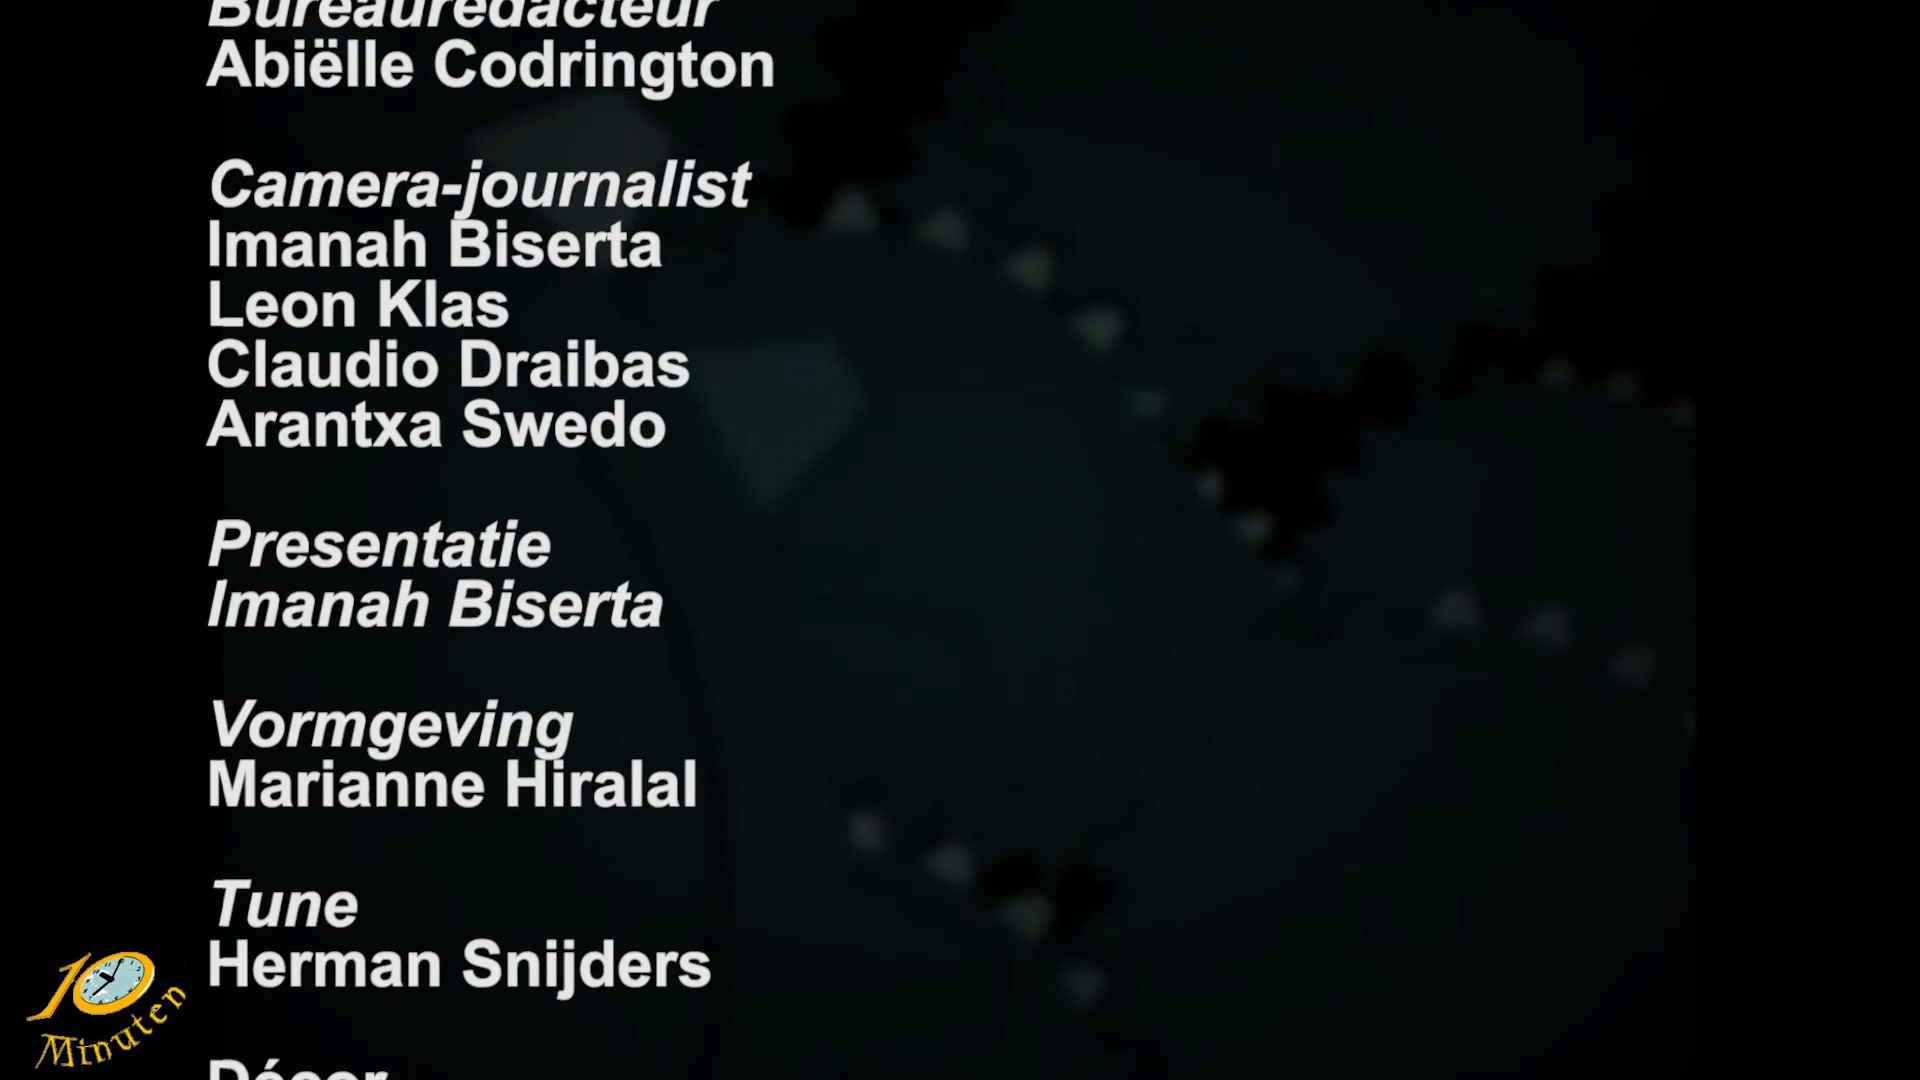 Bureauredacteur
Abiëlle Codrington
Camera-journalist
Imanah Biserta
Leon Klas
Claudio Draibas
Arantxa Swedo
Presentatie
Imanah Biserta
Vormgeving
Marianne Hiralal
Tune
Herman Snijders
10
Minuten
Décor